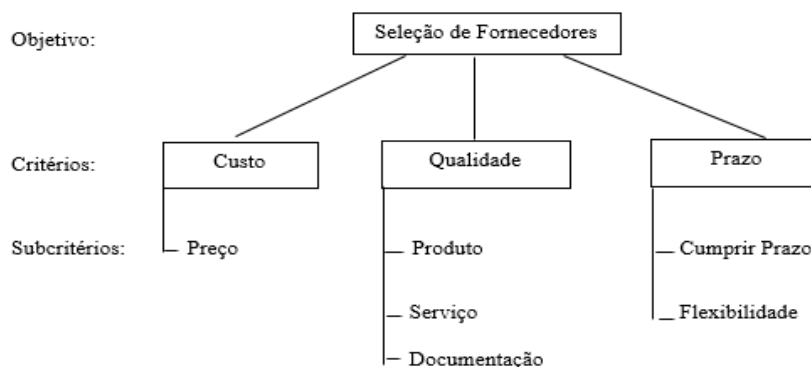 Objetivo: Seleção de Fornecedores
Critérios: Custo Qualidade Prazo
Subcritérios: Preço Produto Cumprir Prazo
Serviço Flexibilidade
Documentação